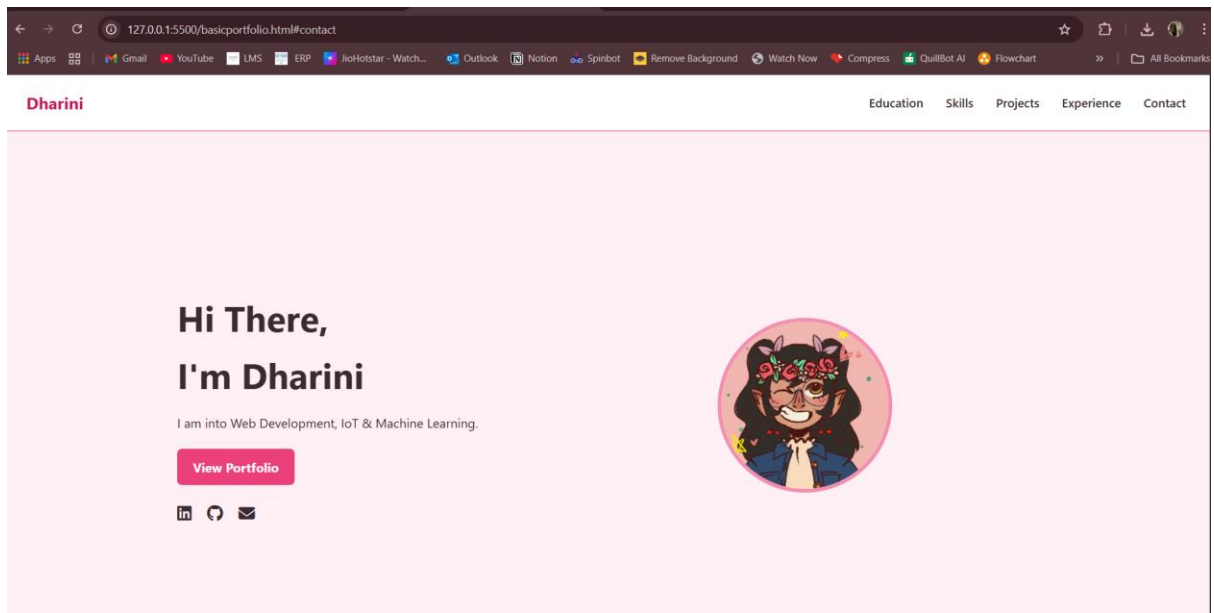 127.0.0.1:5500/basicportfolio.html#contact
Apps Gmail YouTube LMS ERP JioHotstar - Watch... Outlook Notion Spinbot Remove Background Watch Now Compress QuillBot AI Flowchart » All Bookmarks
Dharini Education Skills Projects Experience Contact
Hi There,
I'm Dharini
I am into Web Development, IoT & Machine Learning.
View Portfolio
in